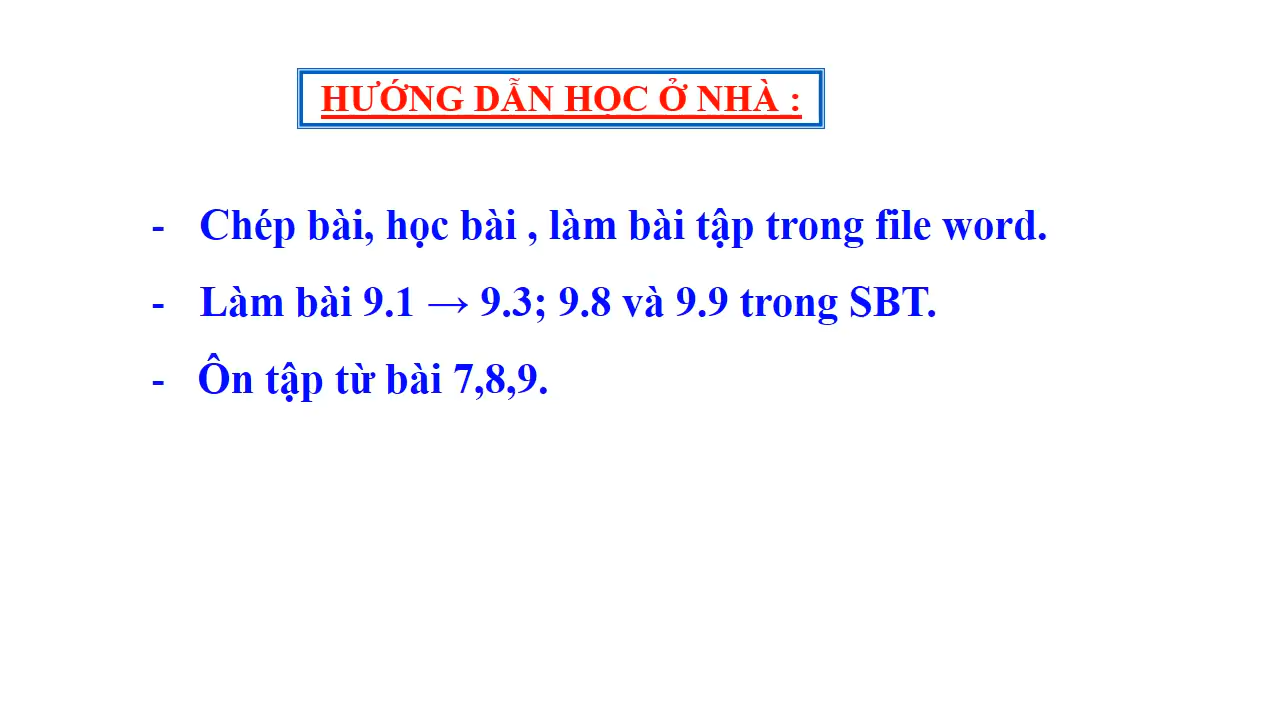 HƯỚNG DẪN HỌC Ở NHÀ :
- Chép bài, học bài , làm bài tập trong file word.
- Làm bài 9.1 → 9.3; 9.8 và 9.9 trong SBT.
- Ôn tập từ bài 7,8,9.